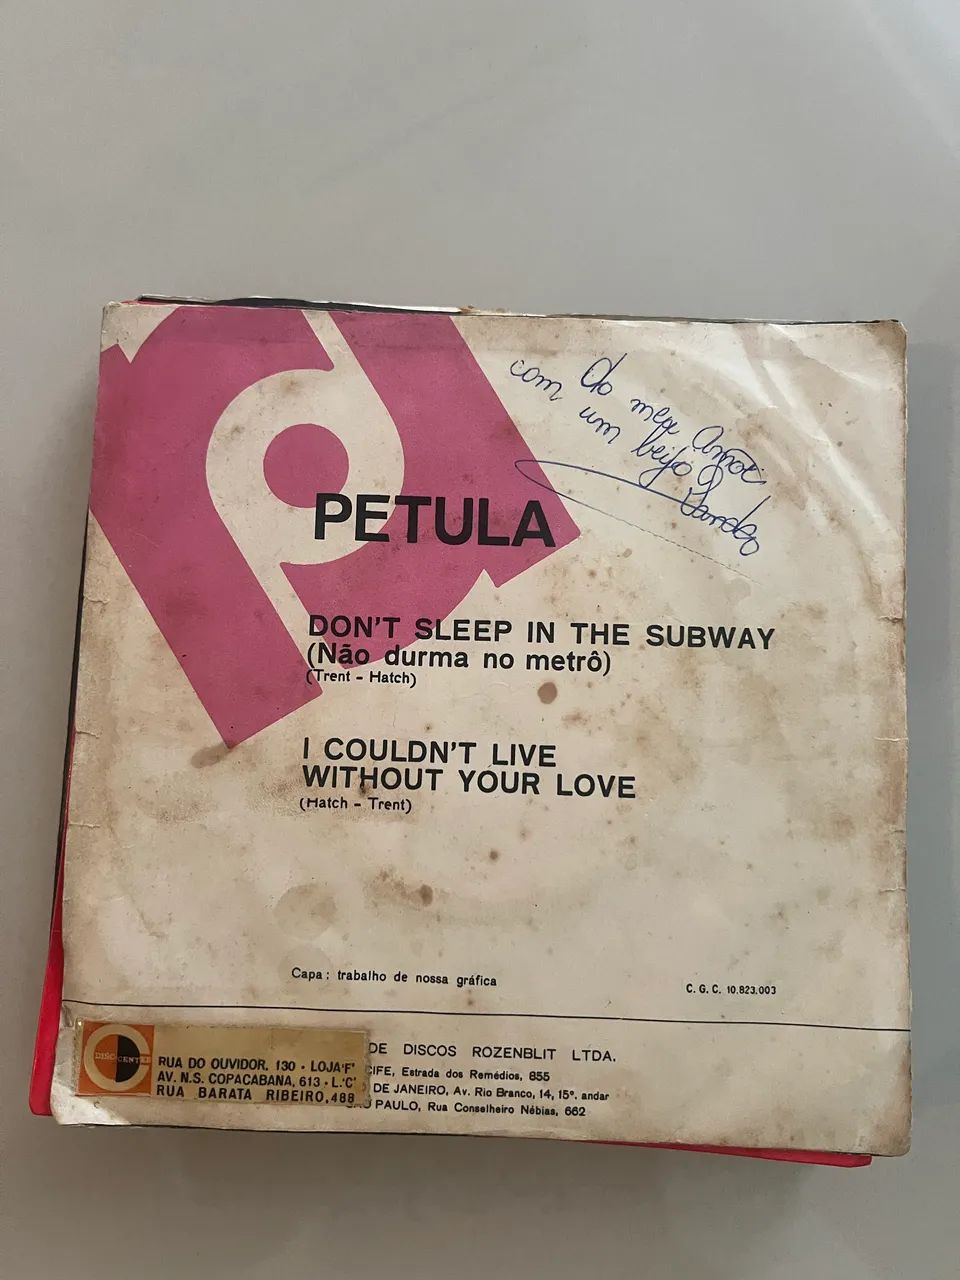 Ao meu Amor
com um beijo
PETULA
DON'T SLEEP IN THE SUBWAY
(Não durma no metrô)
(Trent - Hatch)
I COULDN'T LIVE
WITHOUT YOUR LOVE
(Hatch - Trent)
Capa: trabalho de nossa gráfica
C. G. C. 10.823.003
DISCO CENTER
RUA DO OUVIDOR, 130 - LOJA 'F'
AV. N.S. COPACABANA, 613 - L.'C'
RUA BARATA RIBEIRO, 488
DE DISCOS ROZENBLIT LTDA.
CIFE, Estrada dos Remédios, 855
DE JANEIRO, Av. Rio Branco, 14, 15º. andar
PAULO, Rua Conselheiro Nébias, 662